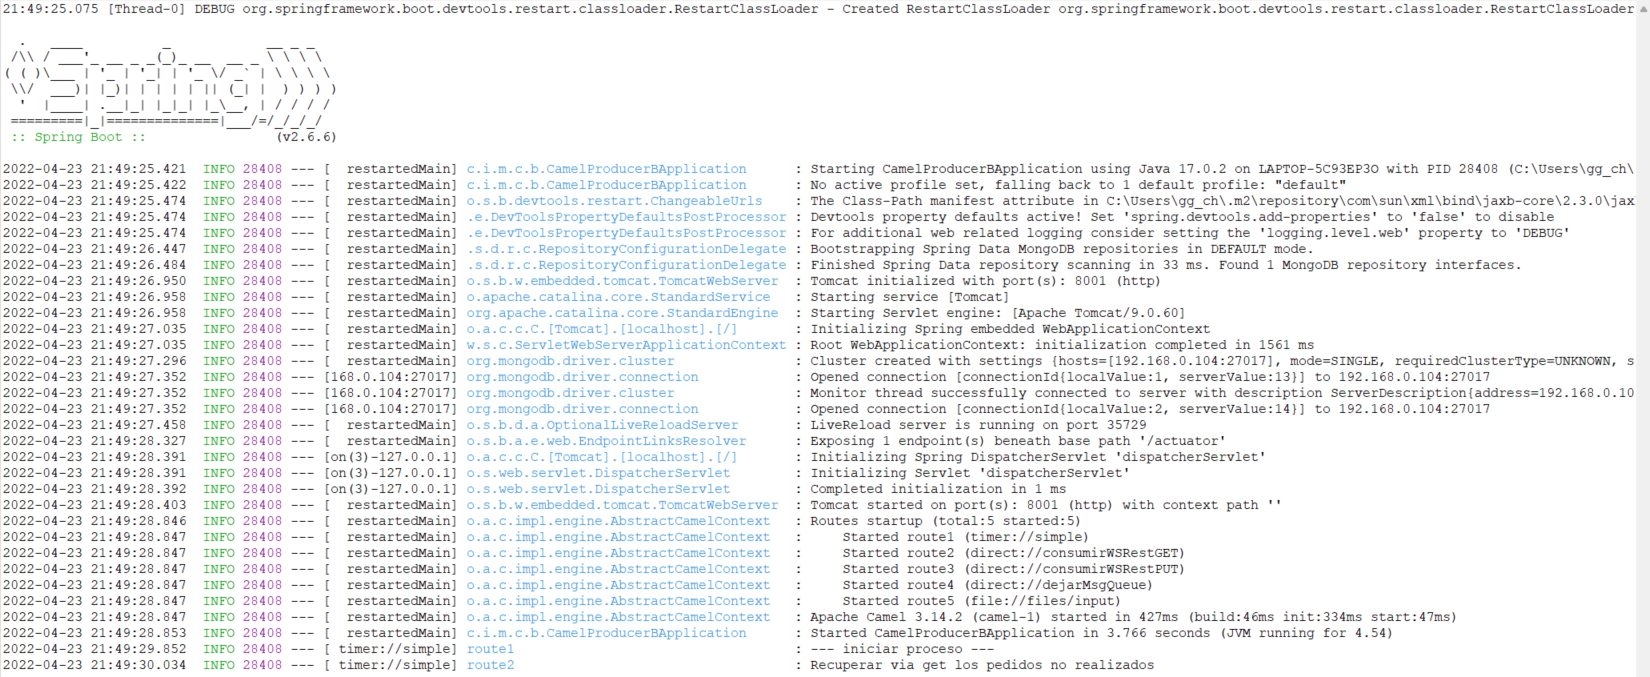 21:49:25.075 [Thread-0] DEBUG org.springframework.boot.devtools.restart.classloader.RestartClassLoader - Created RestartClassLoader org.springframework.boot.devtools.restart.classloader.RestartClassLoader
  .   ____          _            __ _ _
 /\\ / ___'_ __ _ _(_)_ __  __ _ \ \ \ \
( ( )\___ | '_ | '_| | '_ \/ _` | \ \ \ \
 \\/  ___)| |_)| | | | | || (_| |  ) ) ) )
  '  |____| .__|_| |_|_| |_\__, | / / / /
 =========|_|==============|___/=/_/_/_/
 :: Spring Boot ::                (v2.6.6)
2022-04-23 21:49:25.421  INFO 28408 --- [  restartedMain] c.i.m.c.b.CamelProducerBApplication      : Starting CamelProducerBApplication using Java 17.0.2 on LAPTOP-5C93EP3O with PID 28408 (C:\Users\gg_ch\
2022-04-23 21:49:25.422  INFO 28408 --- [  restartedMain] c.i.m.c.b.CamelProducerBApplication      : No active profile set, falling back to 1 default profile: "default"
2022-04-23 21:49:25.474  INFO 28408 --- [  restartedMain] o.s.b.devtools.restart.ChangeableUrls    : The Class-Path manifest attribute in C:\Users\gg_ch\.m2\repository\com\sun\xml\bind\jaxb-core\2.3.0\jax
2022-04-23 21:49:25.474  INFO 28408 --- [  restartedMain] .e.DevToolsPropertyDefaultsPostProcessor : Devtools property defaults active! Set 'spring.devtools.add-properties' to 'false' to disable
2022-04-23 21:49:25.474  INFO 28408 --- [  restartedMain] .e.DevToolsPropertyDefaultsPostProcessor : For additional web related logging consider setting the 'logging.level.web' property to 'DEBUG'
2022-04-23 21:49:26.447  INFO 28408 --- [  restartedMain] .s.d.r.c.RepositoryConfigurationDelegate : Bootstrapping Spring Data MongoDB repositories in DEFAULT mode.
2022-04-23 21:49:26.484  INFO 28408 --- [  restartedMain] .s.d.r.c.RepositoryConfigurationDelegate : Finished Spring Data repository scanning in 33 ms. Found 1 MongoDB repository interfaces.
2022-04-23 21:49:26.950  INFO 28408 --- [  restartedMain] o.s.b.w.embedded.tomcat.TomcatWebServer  : Tomcat initialized with port(s): 8001 (http)
2022-04-23 21:49:26.958  INFO 28408 --- [  restartedMain] o.apache.catalina.core.StandardService   : Starting service [Tomcat]
2022-04-23 21:49:26.958  INFO 28408 --- [  restartedMain] org.apache.catalina.core.StandardEngine  : Starting Servlet engine: [Apache Tomcat/9.0.60]
2022-04-23 21:49:27.035  INFO 28408 --- [  restartedMain] o.a.c.c.C.[Tomcat].[localhost].[/]       : Initializing Spring embedded WebApplicationContext
2022-04-23 21:49:27.035  INFO 28408 --- [  restartedMain] w.s.c.ServletWebServerApplicationContext : Root WebApplicationContext: initialization completed in 1561 ms
2022-04-23 21:49:27.296  INFO 28408 --- [  restartedMain] org.mongodb.driver.cluster               : Cluster created with settings {hosts=[192.168.0.104:27017], mode=SINGLE, requiredClusterType=UNKNOWN, s
2022-04-23 21:49:27.352  INFO 28408 --- [168.0.104:27017] org.mongodb.driver.connection            : Opened connection [connectionId{localValue:1, serverValue:13}] to 192.168.0.104:27017
2022-04-23 21:49:27.352  INFO 28408 --- [168.0.104:27017] org.mongodb.driver.cluster               : Monitor thread successfully connected to server with description ServerDescription{address=192.168.0.10
2022-04-23 21:49:27.352  INFO 28408 --- [168.0.104:27017] org.mongodb.driver.connection            : Opened connection [connectionId{localValue:2, serverValue:14}] to 192.168.0.104:27017
2022-04-23 21:49:27.458  INFO 28408 --- [  restartedMain] o.s.b.d.a.OptionalLiveReloadServer       : LiveReload server is running on port 35729
2022-04-23 21:49:28.327  INFO 28408 --- [  restartedMain] o.s.b.a.e.web.EndpointLinksResolver      : Exposing 1 endpoint(s) beneath base path '/actuator'
2022-04-23 21:49:28.391  INFO 28408 --- [on(3)-127.0.0.1] o.a.c.c.C.[Tomcat].[localhost].[/]       : Initializing Spring DispatcherServlet 'dispatcherServlet'
2022-04-23 21:49:28.391  INFO 28408 --- [on(3)-127.0.0.1] o.s.web.servlet.DispatcherServlet        : Initializing Servlet 'dispatcherServlet'
2022-04-23 21:49:28.392  INFO 28408 --- [on(3)-127.0.0.1] o.s.web.servlet.DispatcherServlet        : Completed initialization in 1 ms
2022-04-23 21:49:28.403  INFO 28408 --- [  restartedMain] o.s.b.w.embedded.tomcat.TomcatWebServer  : Tomcat started on port(s): 8001 (http) with context path ''
2022-04-23 21:49:28.846  INFO 28408 --- [  restartedMain] o.a.c.impl.engine.AbstractCamelContext   : Routes startup (total:5 started:5)
2022-04-23 21:49:28.847  INFO 28408 --- [  restartedMain] o.a.c.impl.engine.AbstractCamelContext   :     Started route1 (timer://simple)
2022-04-23 21:49:28.847  INFO 28408 --- [  restartedMain] o.a.c.impl.engine.AbstractCamelContext   :     Started route2 (direct://consumirWSRestGET)
2022-04-23 21:49:28.847  INFO 28408 --- [  restartedMain] o.a.c.impl.engine.AbstractCamelContext   :     Started route3 (direct://consumirWSRestPUT)
2022-04-23 21:49:28.847  INFO 28408 --- [  restartedMain] o.a.c.impl.engine.AbstractCamelContext   :     Started route4 (direct://dejarMsgQueue)
2022-04-23 21:49:28.847  INFO 28408 --- [  restartedMain] o.a.c.impl.engine.AbstractCamelContext   :     Started route5 (file://files/input)
2022-04-23 21:49:28.847  INFO 28408 --- [  restartedMain] o.a.c.impl.engine.AbstractCamelContext   : Apache Camel 3.14.2 (camel-1) started in 427ms (build:46ms init:334ms start:47ms)
2022-04-23 21:49:28.853  INFO 28408 --- [  restartedMain] c.i.m.c.b.CamelProducerBApplication      : Started CamelProducerBApplication in 3.766 seconds (JVM running for 4.54)
2022-04-23 21:49:29.852  INFO 28408 --- [ timer://simple] route1                                   : --- iniciar proceso ---
2022-04-23 21:49:30.034  INFO 28408 --- [ timer://simple] route2                                   : Recuperar via get los pedidos no realizados